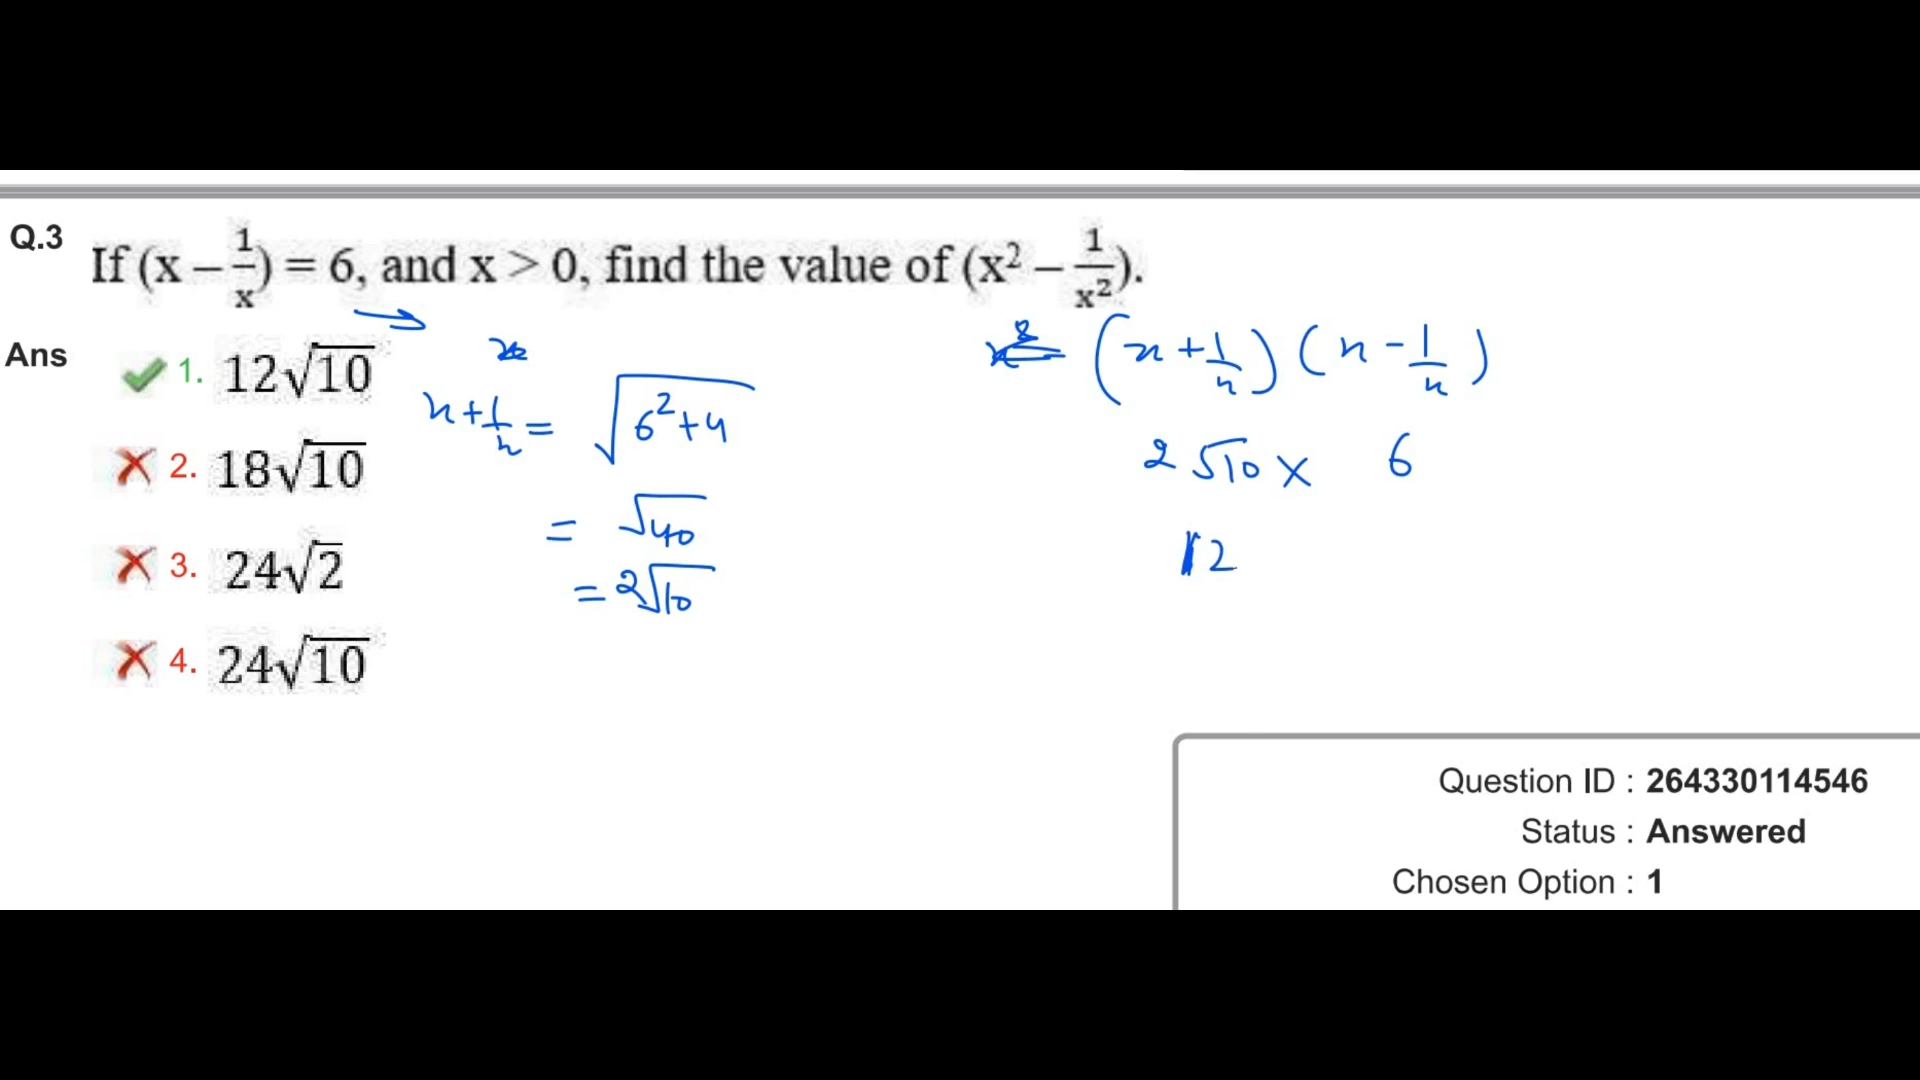 Q.3 If (x – 1/x) = 6, and x > 0, find the value of (x² – 1/x²).
Ans
1. 12√10
2. 18√10
3. 24√2
4. 24√10
x + 1/x = √(6² + 4)
= √40
= 2√10
(x + 1/x) (x - 1/x)
2√10 × 6
12
Question ID : 264330114546
Status : Answered
Chosen Option : 1